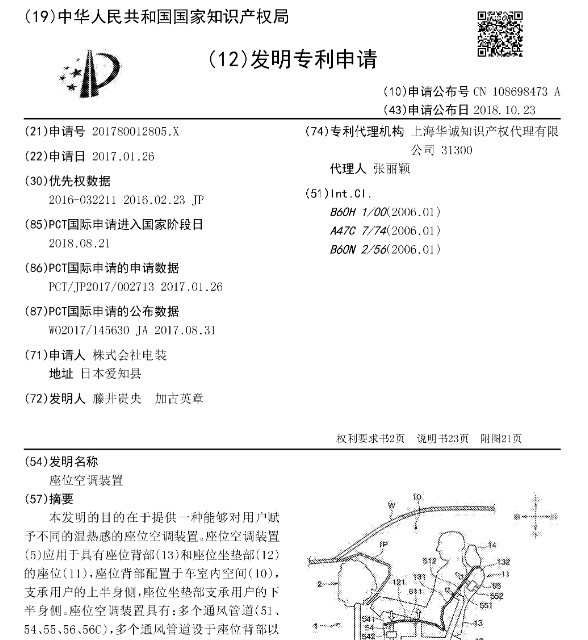 (19)中华人民共和国国家知识产权局
(12)发明专利申请
(10)申请公布号 CN 108698473 A
(43)申请公布日 2018.10.23
(21)申请号 201780012805.X
(22)申请日 2017.01.26
(30)优先权数据
2016-032211 2016.02.23 JP
(85)PCT国际申请进入国家阶段日
2018.08.21
(86)PCT国际申请的申请数据
PCT/JP2017/002713 2017.01.26
(87)PCT国际申请的公布数据
WO2017/145630 JA 2017.08.31
(71)申请人 株式会社电装
地址 日本爱知县
(72)发明人 藤井贵央 加古英章
(74)专利代理机构 上海华诚知识产权代理有限
公司 31300
代理人 张丽颖
(51)Int.Cl.
B60H 1/00(2006.01)
A47C 7/74(2006.01)
B60N 2/56(2006.01)
权利要求书2页 说明书23页 附图21页
(54)发明名称
座位空调装置
(57)摘要
本发明的目的在于提供一种能够对用户赋
予不同的温热感的座位空调装置。座位空调装置
(5)应用于具有座位背部(13)和座位坐垫部(12)
的座位(11),座位背部配置于车室内空间(10),
支承用户的上半身侧,座位坐垫部支承用户的下
半身侧。座位空调装置具有:多个通风管道(51、
54、55、56、56C),多个通风管道设于座位背部以
W
10
IP
512
14
132
2
121
131
11
511
56
552
551
541
54
542
1
13